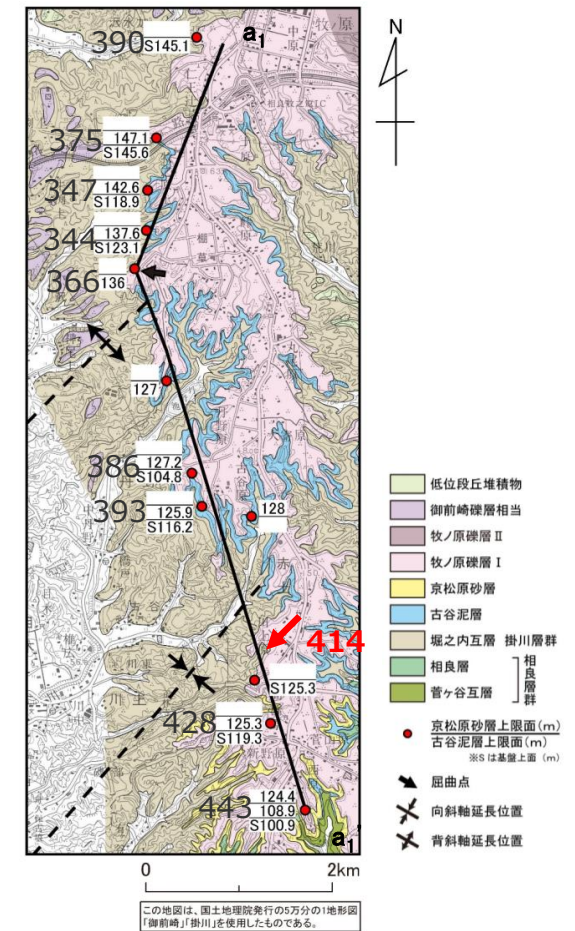 a₁
N
390
S145.1
牧ノ原
375
147.1
S145.6
347
142.6
S118.9
344
137.6
S123.1
366
136
127
386
127.2
S104.8
393
125.9
S116.2
128
414
S125.3
428
125.3
S119.3
443
124.4
108.9
S100.9
a₁'
低位段丘堆積物
御前崎礫層相当
牧ノ原礫層Ⅱ
牧ノ原礫層Ⅰ
京松原砂層
古谷泥層
堀之内互層 掛川層群
相良層
菅ヶ谷互層
相良層群
京松原砂層上限面(m)
古谷泥層上限面(m)
※Sは基盤上面(m)
屈曲点
向斜軸延長位置
背斜軸延長位置
0 2km
この地図は、国土地理院発行の5万分の1地形図
「御前崎」「掛川」を使用したものである。